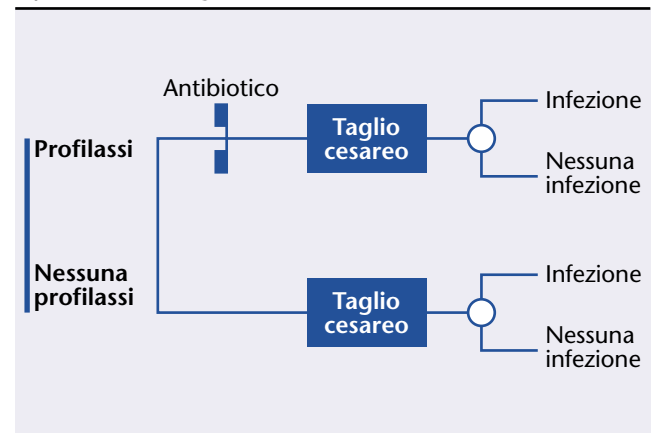 Antibiotico
Profilassi
Taglio
cesareo
Infezione
Nessuna
infezione
Nessuna
profilassi
Taglio
cesareo
Infezione
Nessuna
infezione